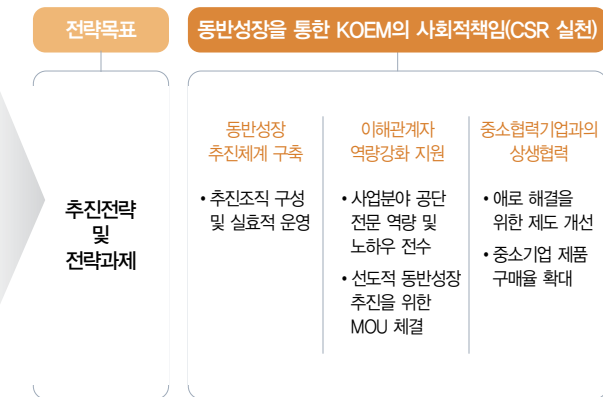 전략목표
동반성장을 통한 KOEM의 사회적책임(CSR 실천)
추진전략
및
전략과제
동반성장
추진체계 구축
• 추진조직 구성
및 실효적 운영
이해관계자
역량강화 지원
• 사업분야 공단
전문 역량 및
노하우 전수
• 선도적 동반성장
추진을 위한
MOU 체결
중소협력기업과의
상생협력
• 애로 해결을
위한 제도 개선
• 중소기업 제품
구매율 확대